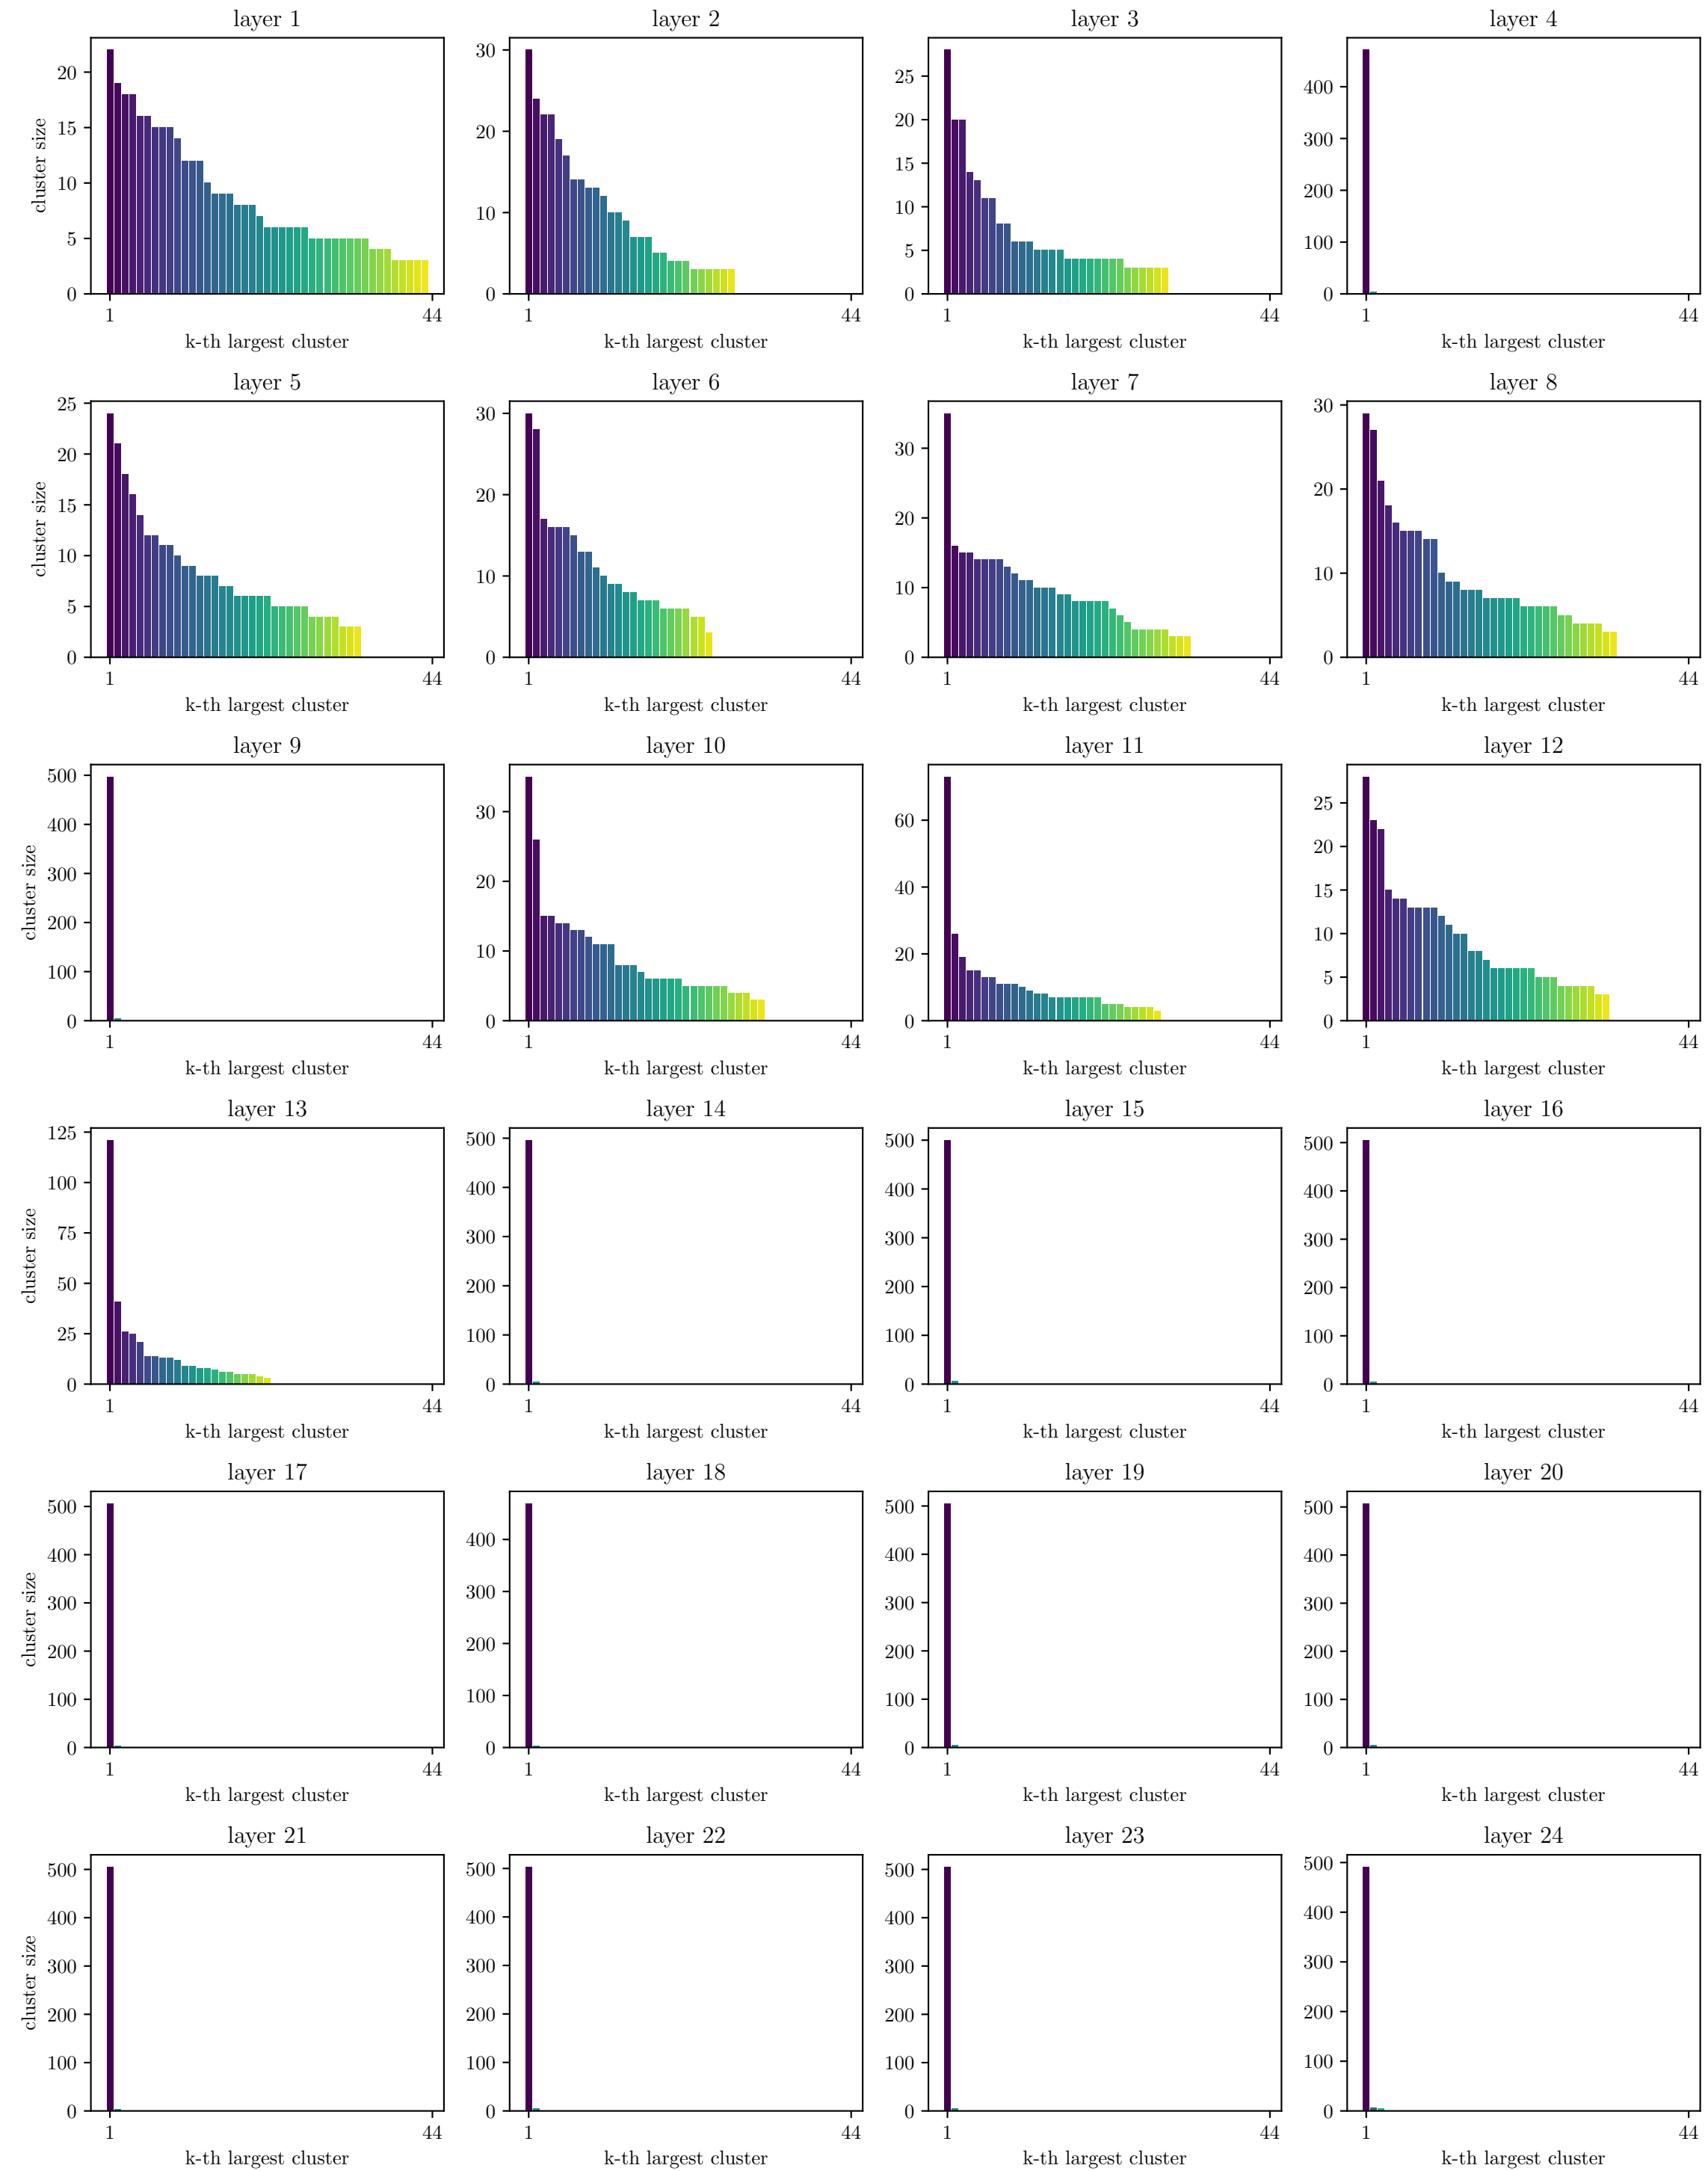 layer 1
layer 2
layer 3
layer 4
cluster size
0 5 10 15 20
0 10 20 30
0 5 10 15 20 25
0 100 200 300 400
1 44
1 44
1 44
1 44
k-th largest cluster
k-th largest cluster
k-th largest cluster
k-th largest cluster
layer 5
layer 6
layer 7
layer 8
cluster size
0 5 10 15 20 25
0 10 20 30
0 10 20 30
0 10 20 30
1 44
1 44
1 44
1 44
k-th largest cluster
k-th largest cluster
k-th largest cluster
k-th largest cluster
layer 9
layer 10
layer 11
layer 12
cluster size
0 100 200 300 400 500
0 10 20 30
0 20 40 60
0 5 10 15 20 25
1 44
1 44
1 44
1 44
k-th largest cluster
k-th largest cluster
k-th largest cluster
k-th largest cluster
layer 13
layer 14
layer 15
layer 16
cluster size
0 25 50 75 100 125
0 100 200 300 400 500
0 100 200 300 400 500
0 100 200 300 400 500
1 44
1 44
1 44
1 44
k-th largest cluster
k-th largest cluster
k-th largest cluster
k-th largest cluster
layer 17
layer 18
layer 19
layer 20
cluster size
0 100 200 300 400 500
0 100 200 300 400
0 100 200 300 400 500
0 100 200 300 400 500
1 44
1 44
1 44
1 44
k-th largest cluster
k-th largest cluster
k-th largest cluster
k-th largest cluster
layer 21
layer 22
layer 23
layer 24
cluster size
0 100 200 300 400 500
0 100 200 300 400 500
0 100 200 300 400 500
0 100 200 300 400 500
1 44
1 44
1 44
1 44
k-th largest cluster
k-th largest cluster
k-th largest cluster
k-th largest cluster